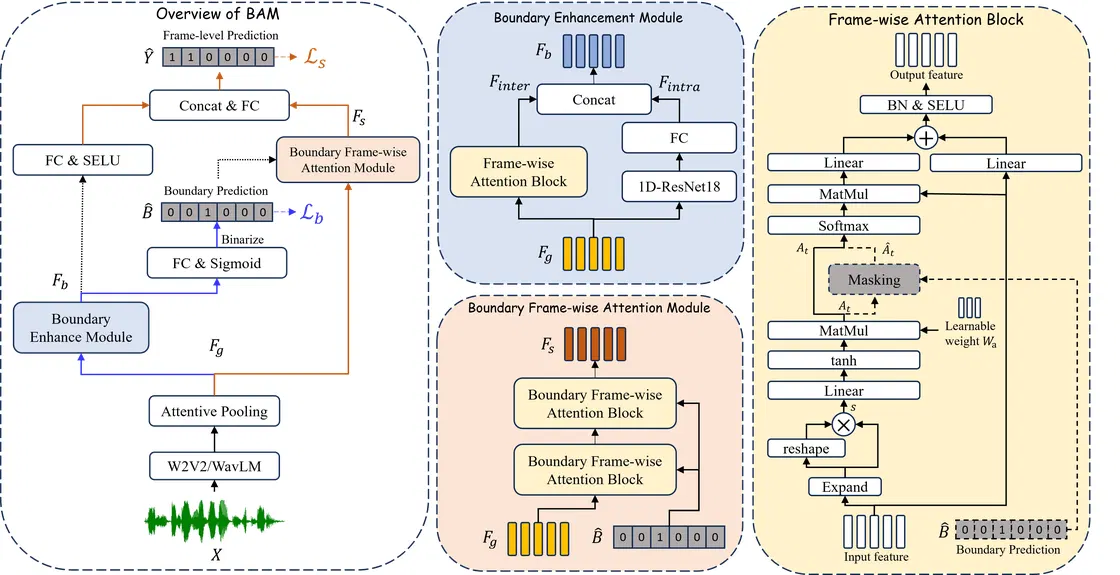 Overview of BAM
Frame-level Prediction
Ŷ 1 1 0 0 0 0 ℒs
Concat & FC
Fs
FC & SELU
Boundary Frame-wise
Attention Module
Boundary Prediction
B̂ 0 0 1 0 0 0 ℒb
Binarize
FC & Sigmoid
Fb
Boundary
Enhance Module
Fg
Attentive Pooling
W2V2/WavLM
X
Boundary Enhancement Module
Fb
Finter
Fintra
Concat
FC
Frame-wise
Attention Block
1D-ResNet18
Fg
Boundary Frame-wise Attention Module
Fs
Boundary Frame-wise
Attention Block
Boundary Frame-wise
Attention Block
Fg
B̂ 0 0 1 0 0 0
Frame-wise Attention Block
Output feature
BN & SELU
+
Linear
Linear
MatMul
Softmax
At
Ât
Masking
At
MatMul
Learnable
weight Wa
tanh
Linear
s
×
reshape
Expand
B̂ 0 0 1 0 0 0
Input feature
Boundary Prediction